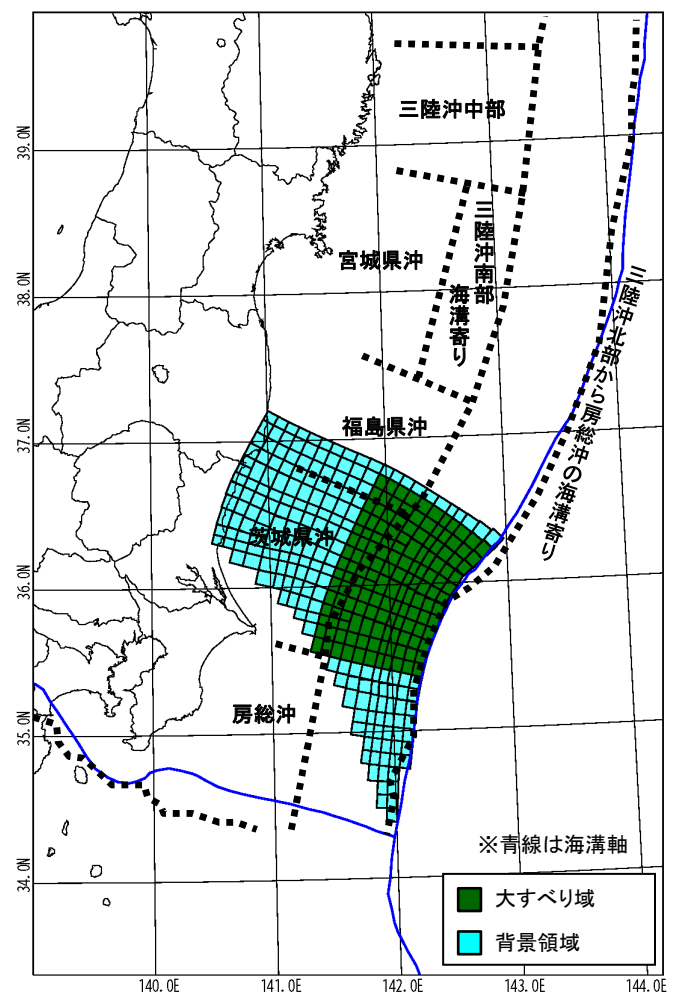 三陸沖中部
39.0N
三陸沖南部
海溝寄り
宮城県沖
38.0N
三陸沖北部から房総沖の海溝寄り
福島県沖
37.0N
茨城県沖
36.0N
房総沖
35.0N
※青線は海溝軸
34.0N
大すべり域
背景領域
140.0E
141.0E
142.0E
143.0E
144.0E